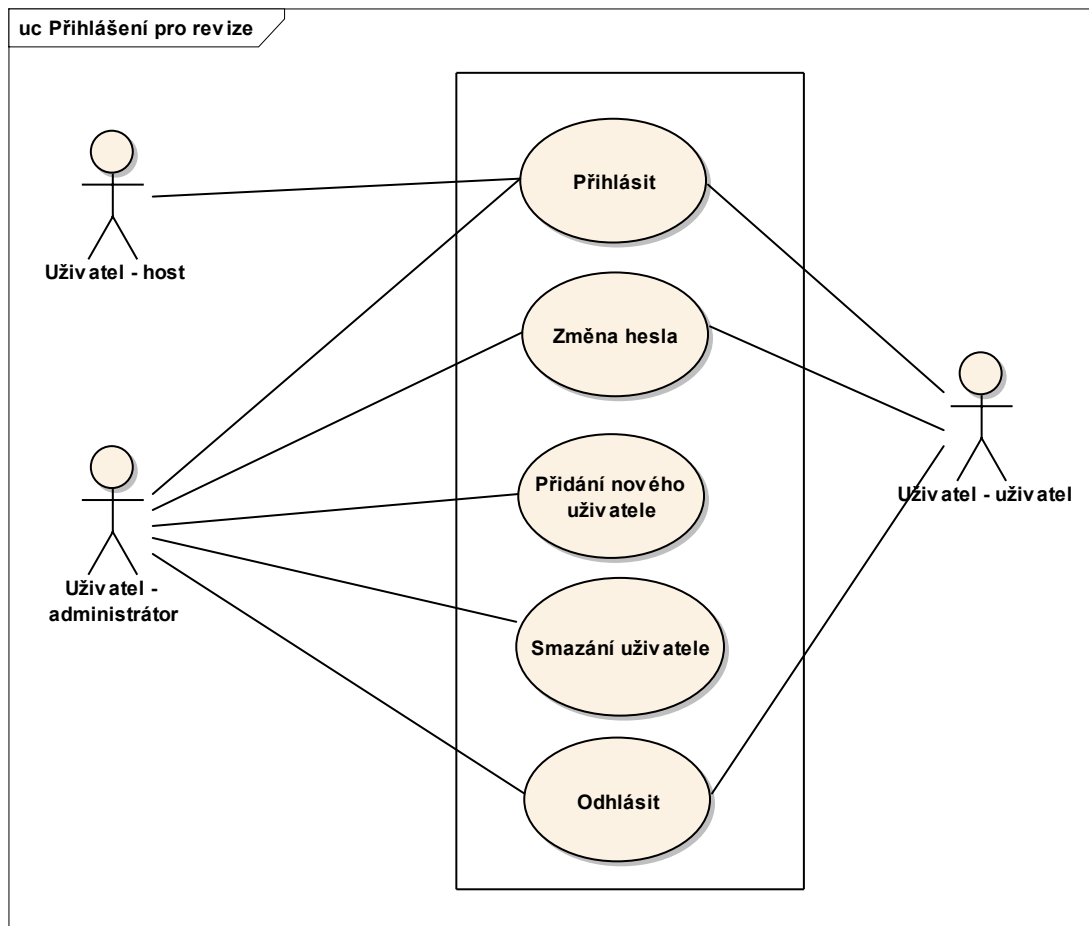 uc Přihlášení pro revize
Přihlásit
Uživatel - host
Změna hesla
Přidání nového
uživatele
Uživatel - uživatel
Uživatel -
administrátor
Smazání uživatele
Odhlásit